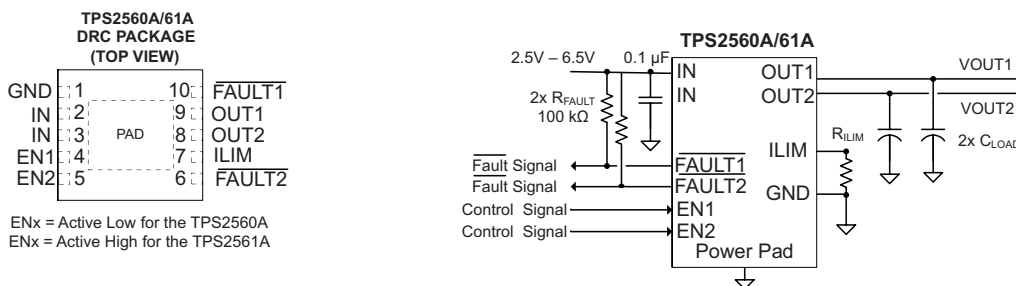 TPS2560A/61A
DRC PACKAGE
(TOP VIEW)
GND 1
IN 2
IN 3
EN1 4
EN2 5
PAD
10 FAULT1
9 OUT1
8 OUT2
7 ILIM
6 FAULT2
ENx = Active Low for the TPS2560A
ENx = Active High for the TPS2561A
TPS2560A/61A
2.5V – 6.5V
0.1 µF
2x RFAULT
100 kΩ
Fault Signal
Fault Signal
Control Signal
Control Signal
IN
IN
FAULT1
FAULT2
EN1
EN2
Power Pad
OUT1
OUT2
ILIM
GND
VOUT1
VOUT2
RILIM
2x CLOAD